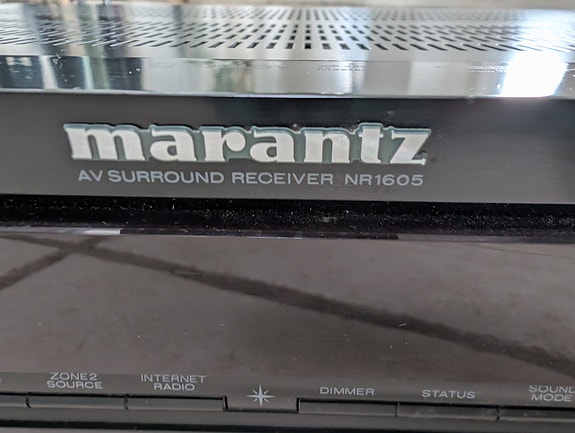 marantz
AV SURROUND RECEIVER NR1605
ZONE2
SOURCE
INTERNET
RADIO
DIMMER
STATUS
SOUND
MODE